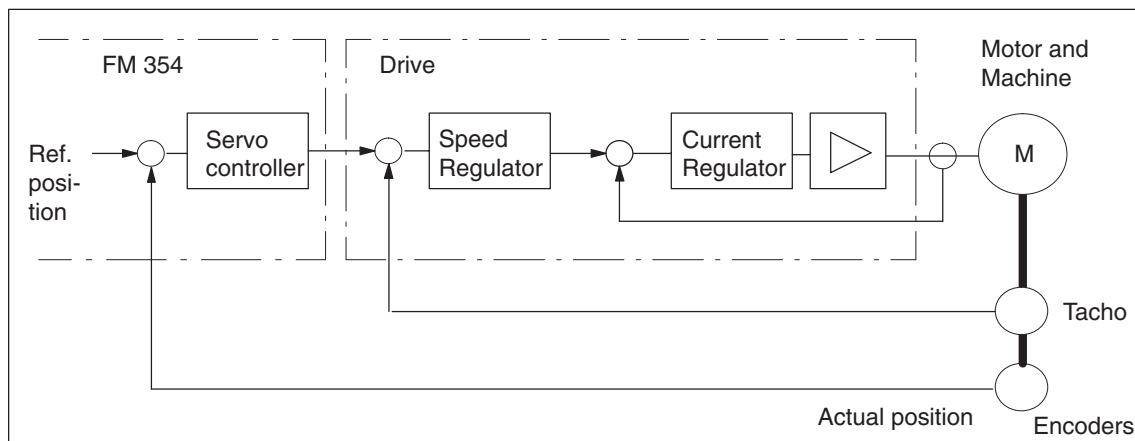 FM 354
Drive
Motor and
Machine
Ref.
posi-
tion
Servo
controller
Speed
Regulator
Current
Regulator
M
Tacho
Actual position
Encoders